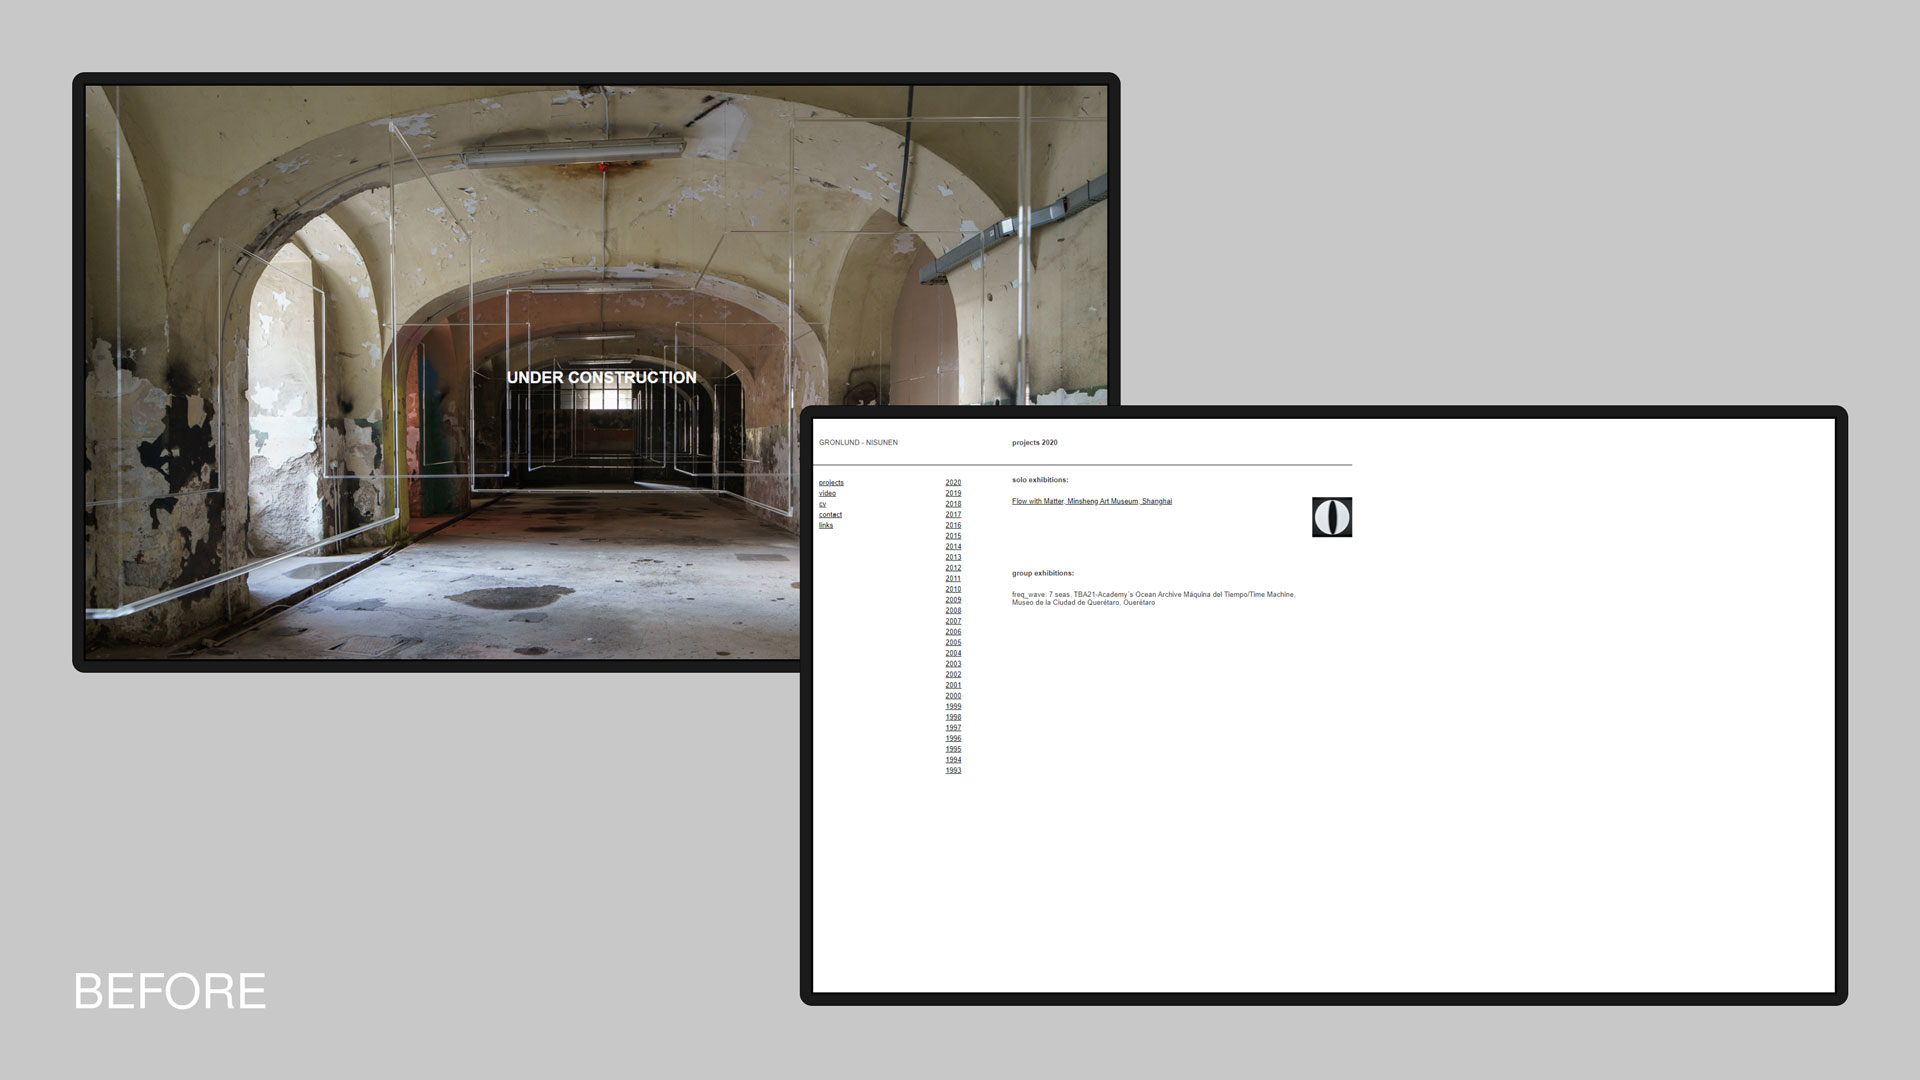 UNDER CONSTRUCTION
GRONLUND - NISUNEN
projects 2020
projects
video
cv
contact
links
2020
2019
2018
2017
2016
2015
2014
2013
2012
2011
2010
2009
2008
2007
2006
2005
2004
2003
2002
2001
2000
1999
1998
1997
1996
1995
1994
1993
solo exhibitions:
Flow with Matter, Minsheng Art Museum, Shanghai
group exhibitions:
freq_wave: 7 seas, TBA21-Academy´s Ocean Archive Máquina del Tiempo/Time Machine,
Museo de la Ciudad de Querétaro, Querétaro
BEFORE